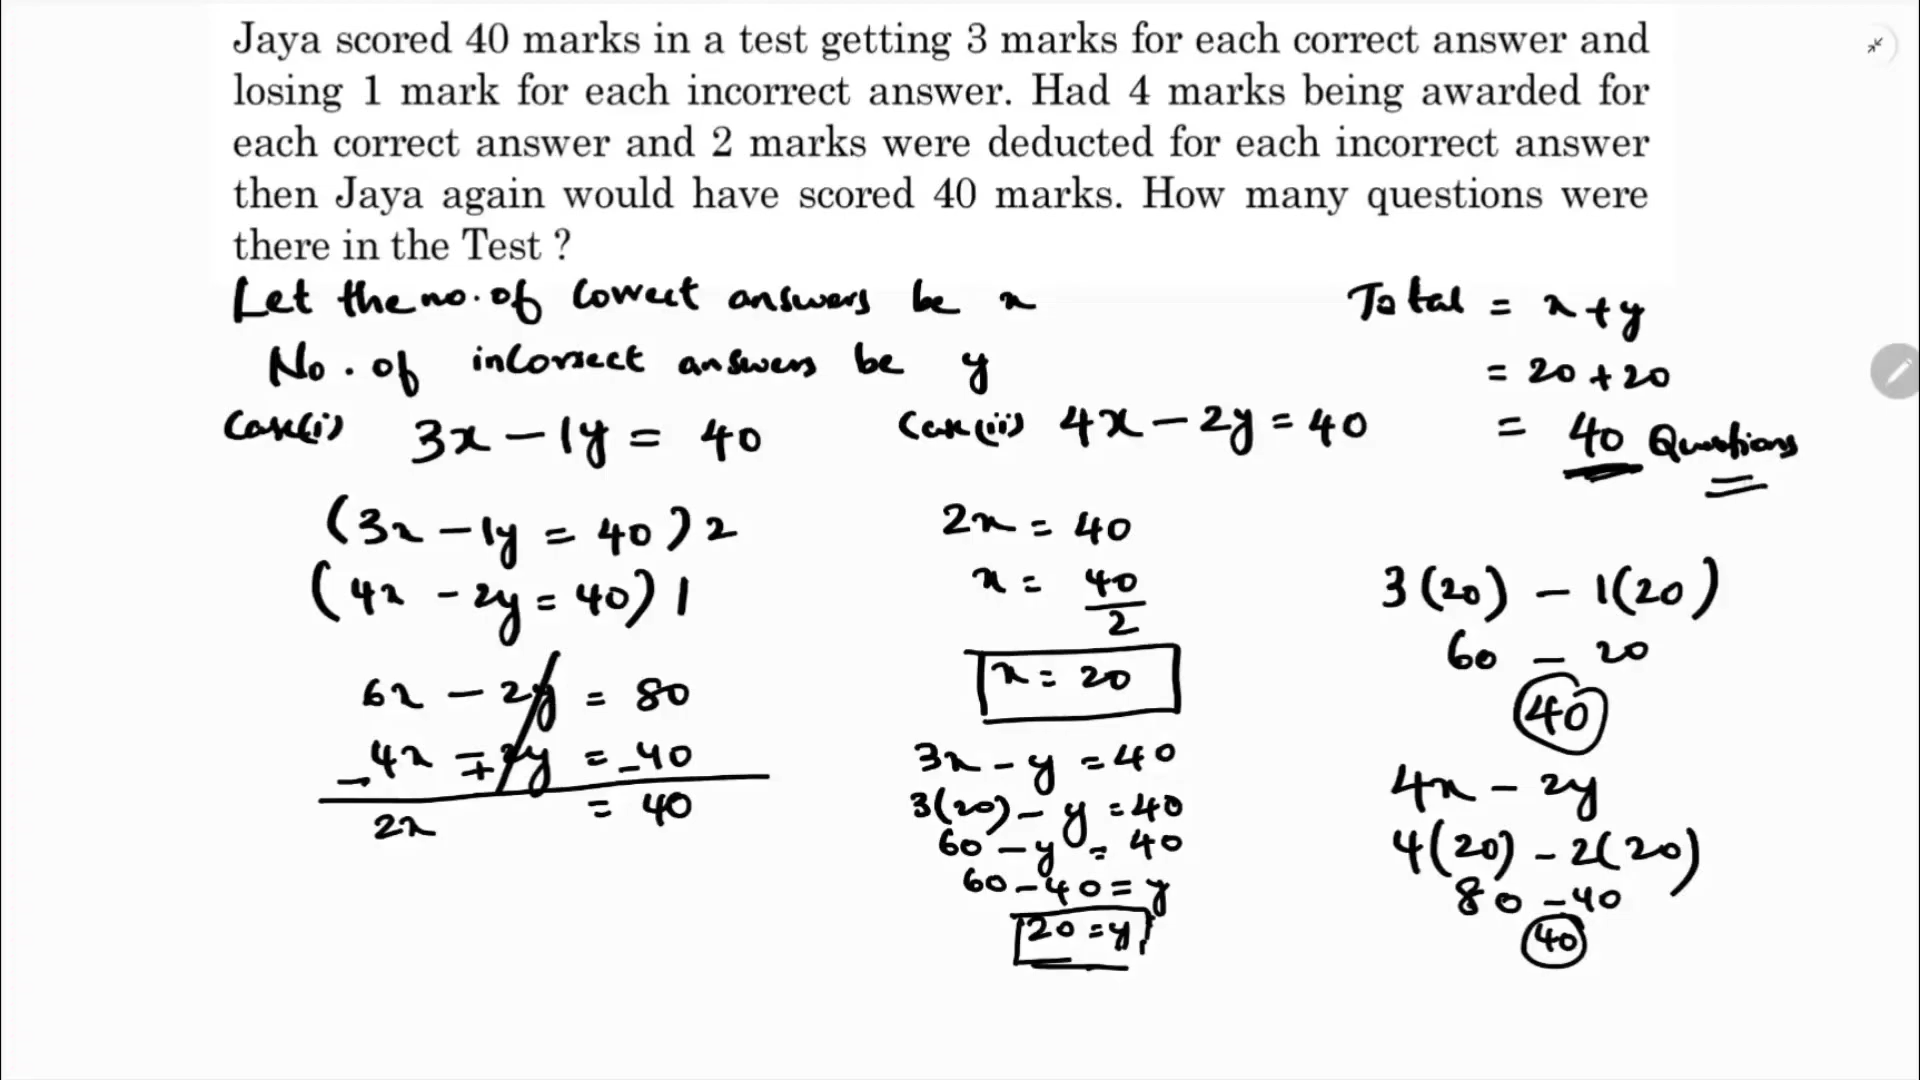 Jaya scored 40 marks in a test getting 3 marks for each correct answer and
losing 1 mark for each incorrect answer. Had 4 marks being awarded for
each correct answer and 2 marks were deducted for each incorrect answer
then Jaya again would have scored 40 marks. How many questions were
there in the Test ?
Let the no. of correct answers be x
No. of incorrect answers be y
Case(i) 3x - 1y = 40
Case(ii) 4x - 2y = 40
(3x - 1y = 40) 2
(4x - 2y = 40) 1
6x - 2y = 80
-4x -+ 2y = -40
2x = 40
2x = 40
x = 40/2
x = 20
3x - y = 40
3(20) - y = 40
60 - y = 40
60 - 40 = y
20 = y
Total = x + y
= 20 + 20
= 40 Questions
3(20) - 1(20)
60 - 20
40
4x - 2y
4(20) - 2(20)
80 - 40
40